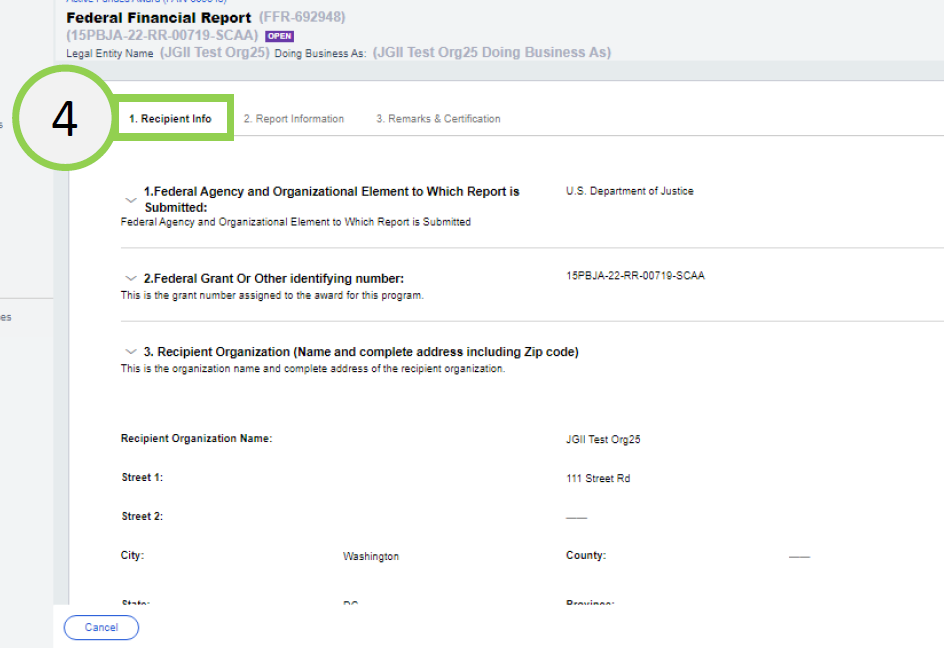 Federal Financial Report (FFR-692948)
(15PBJA-22-RR-00719-SCAA) OPEN
Legal Entity Name (JGII Test Org25) Doing Business As: (JGII Test Org25 Doing Business As)
4
1. Recipient Info 2. Report Information 3. Remarks & Certification
1.Federal Agency and Organizational Element to Which Report is U.S. Department of Justice
Submitted:
Federal Agency and Organizational Element to Which Report is Submitted
2.Federal Grant Or Other identifying number: 15PBJA-22-RR-00719-SCAA
This is the grant number assigned to the award for this program.
es
3. Recipient Organization (Name and complete address including Zip code)
This is the organization name and complete address of the recipient organization.
Recipient Organization Name: JGII Test Org25
Street 1: 111 Street Rd
Street 2:
City: Washington County:
State: DC Province:
Cancel